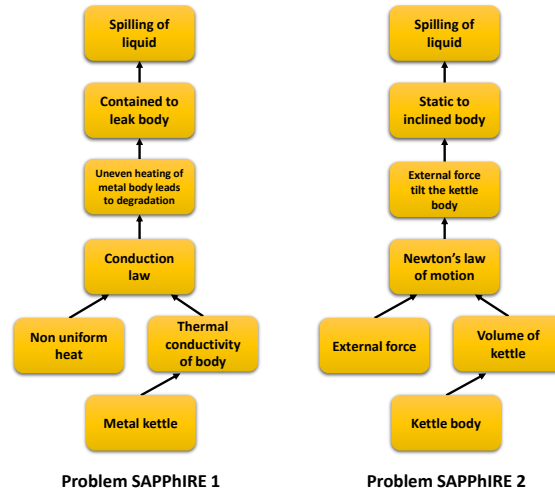 Spilling of
liquid
Contained to
leak body
Uneven heating of
metal body leads
to degradation
Conduction
law
Non uniform
heat
Thermal
conductivity
of body
Metal kettle
Problem SAPPhIRE 1
Spilling of
liquid
Static to
inclined body
External force
tilt the kettle
body
Newton's law
of motion
External force
Volume of
kettle
Kettle body
Problem SAPPhIRE 2